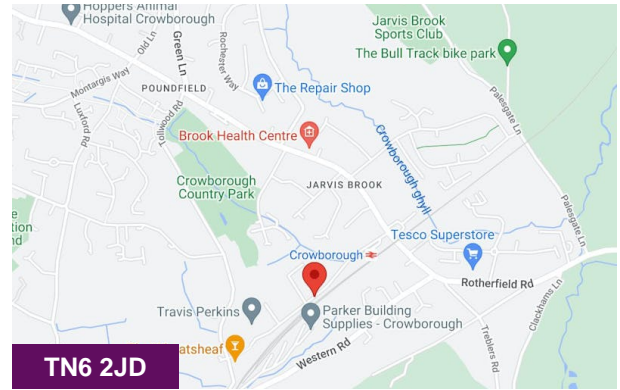 Hoppers Animal
Hospital Crowborough
Jarvis Brook
Sports Club
The Bull Track bike park
Old Ln
Green Ln
Rochester Way
Montargis Way
POUNDFIELD
The Repair Shop
Palesgate Ln
Luxford Rd
Tollwood Rd
Brook Health Centre
Crowborough ghyll
Crowborough
Country Park
JARVIS BROOK
Palesgate Ln
Tesco Superstore
Crowborough
Rotherfield Rd
Clackhams Ln
Travis Perkins
Parker Building
Supplies - Crowborough
Treblers Rd
Western Rd
TN6 2JD